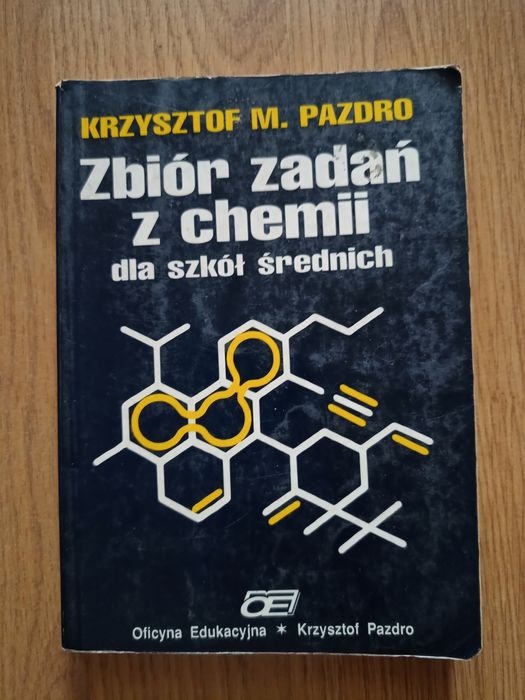 KRZYSZTOF M. PAZDRO
Zbiór zadań
z chemii
dla szkół średnich
OE
Oficyna Edukacyjna * Krzysztof Pazdro